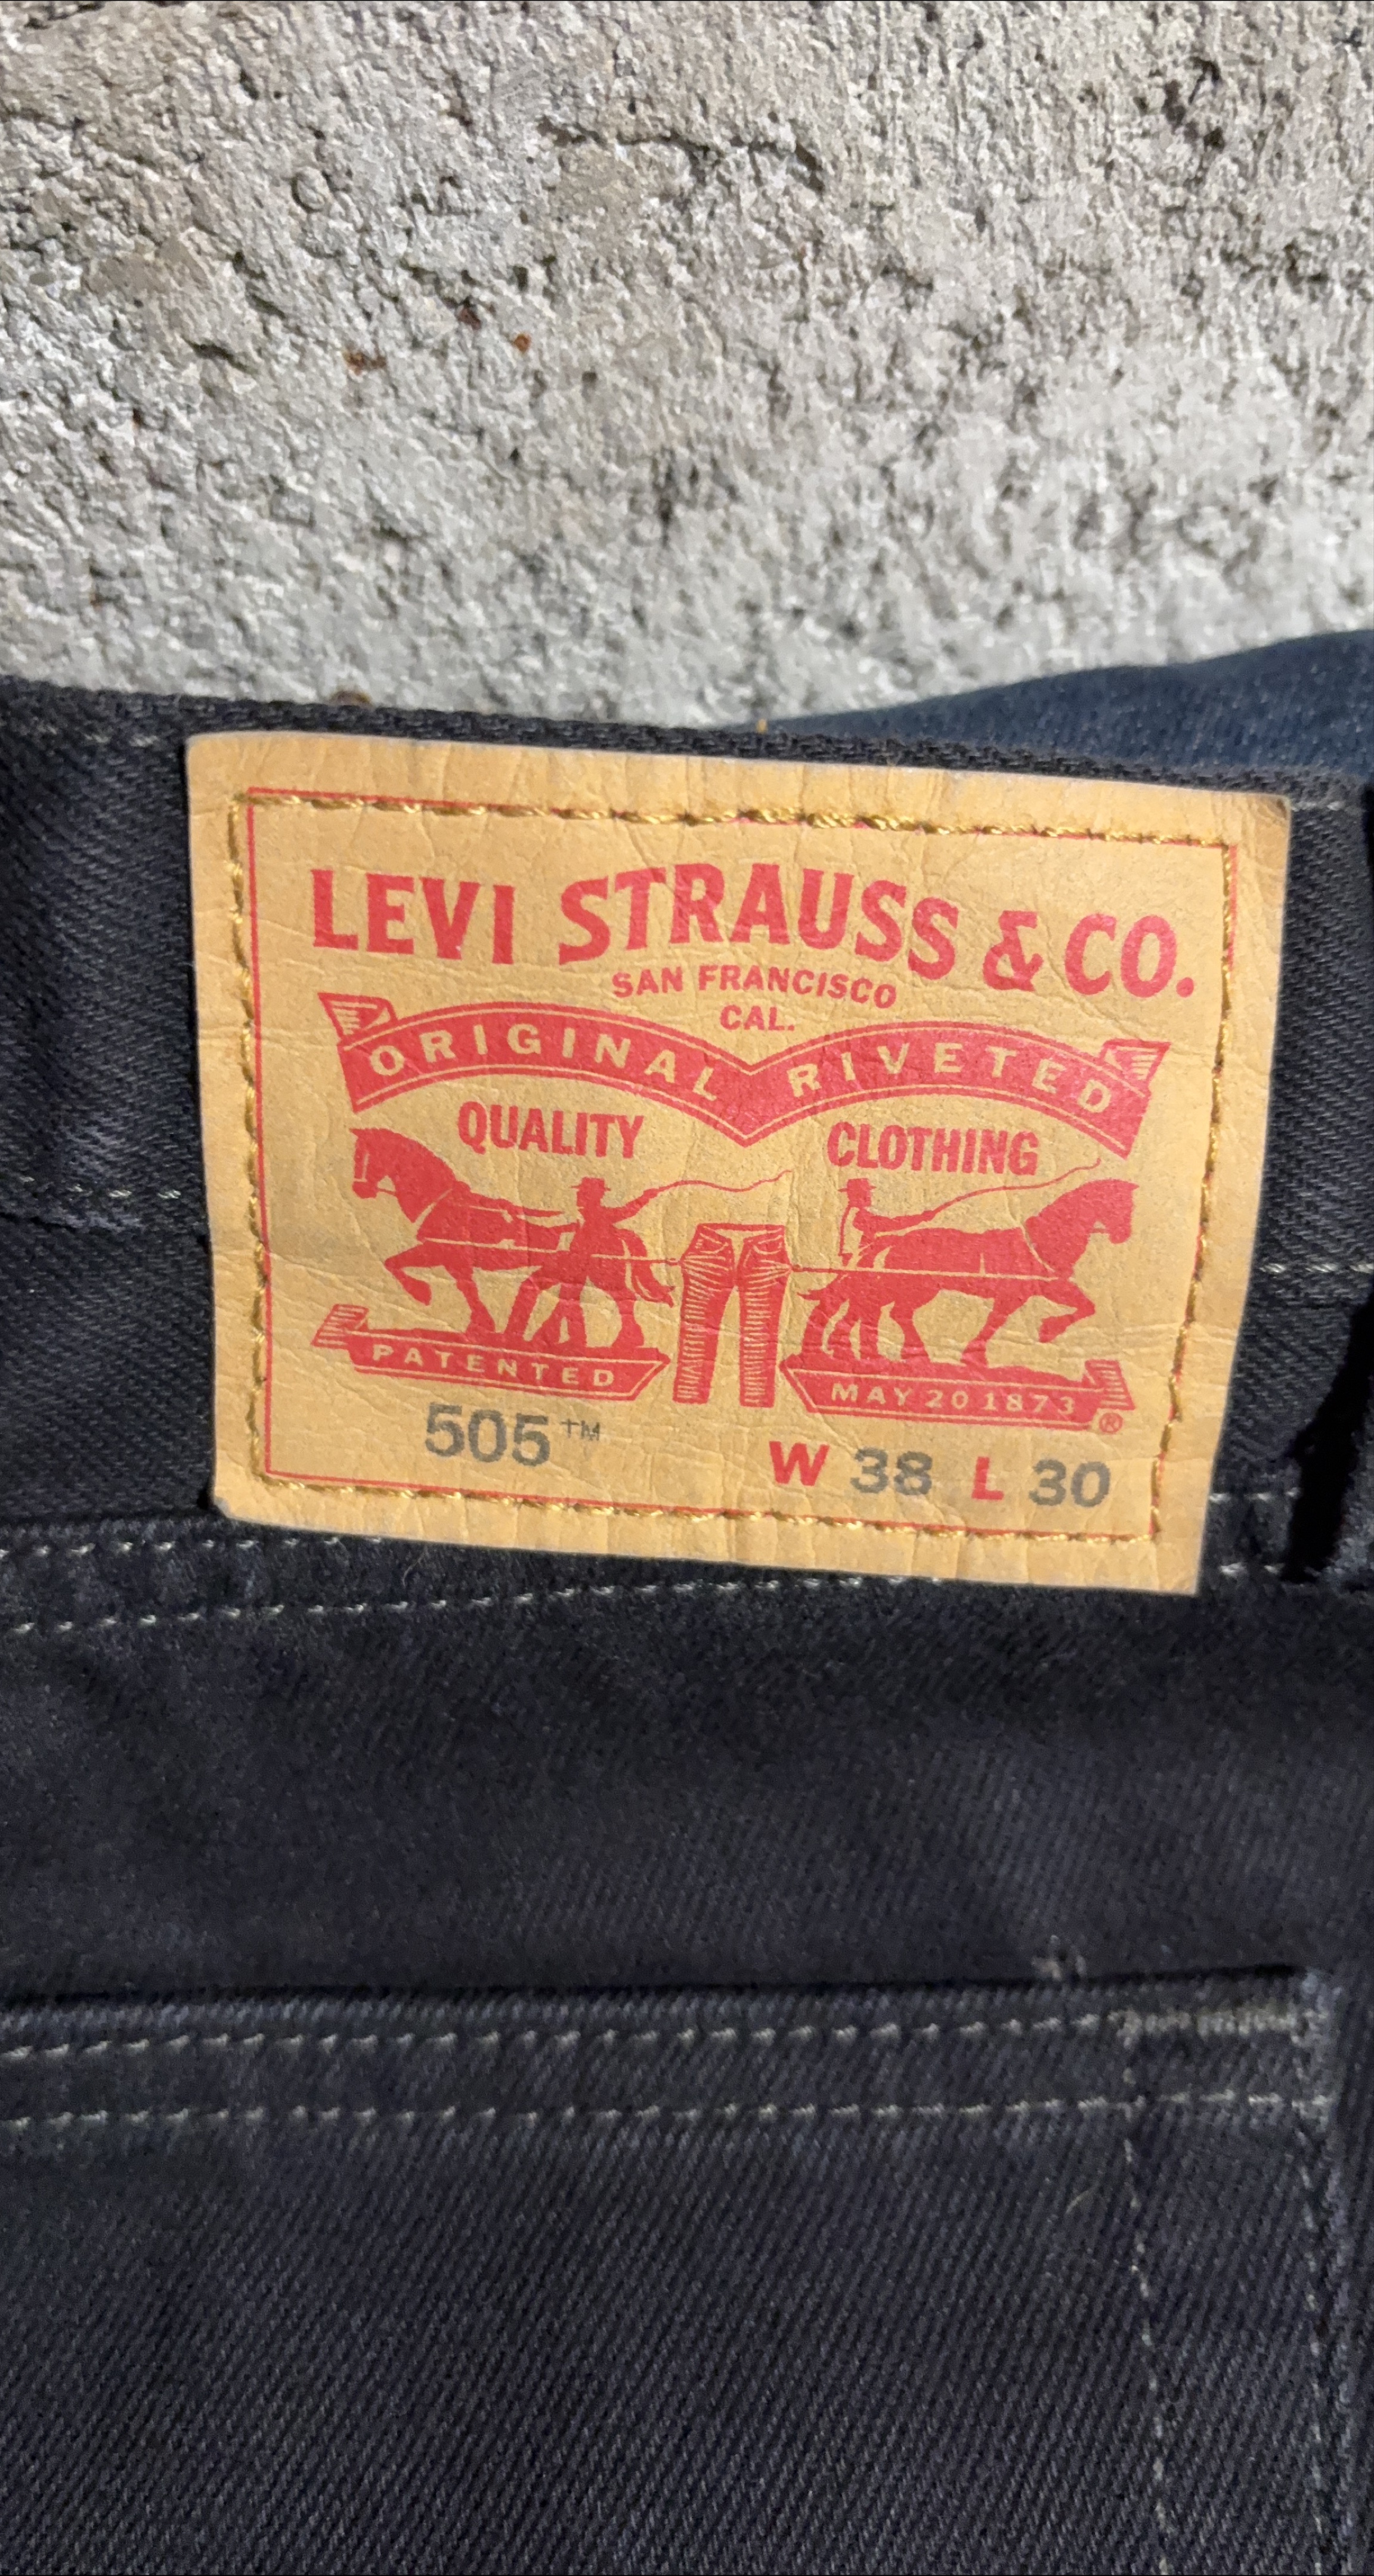 LEVI STRAUSS & CO.
SAN FRANCISCO
CAL.
ORIGINAL RIVETED
QUALITY CLOTHING
PATENTED MAY 20 1873 ®
505™ W 38 L 30